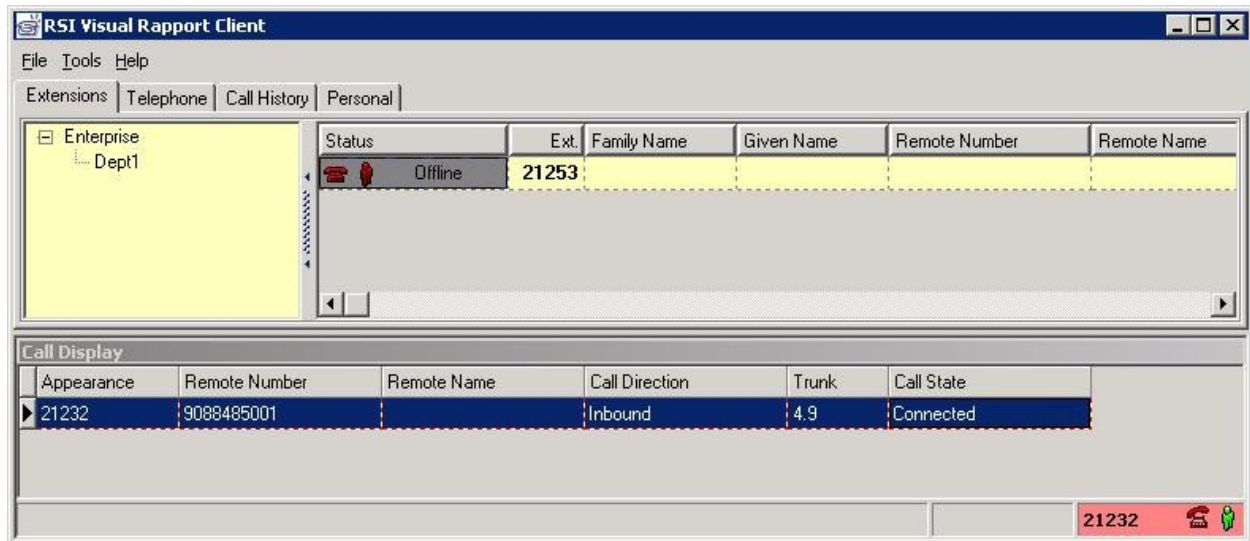 RSI Visual Rapport Client
File Tools Help
Extensions Telephone Call History Personal
Enterprise
Dept1
Status Ext. Family Name Given Name Remote Number Remote Name
Offline 21253
Call Display
Appearance Remote Number Remote Name Call Direction Trunk Call State
21232 9088485001 Inbound 4.9 Connected
21232